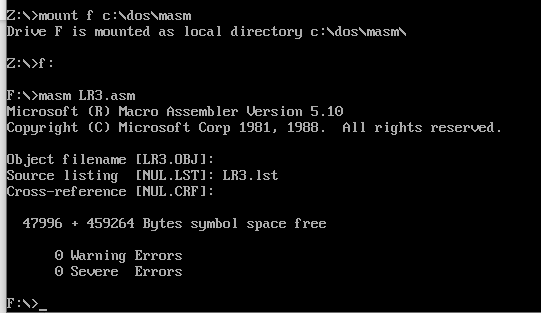 Z:\>mount f c:\dos\masm
Drive F is mounted as local directory c:\dos\masm\
Z:\>f:
F:\>masm LR3.asm
Microsoft (R) Macro Assembler Version 5.10
Copyright (C) Microsoft Corp 1981, 1988.  All rights reserved.
Object filename [LR3.OBJ]:
Source listing  [NUL.LST]: LR3.lst
Cross-reference [NUL.CRF]:
47996 + 459264 Bytes symbol space free
0 Warning Errors
0 Severe  Errors
F:\>_